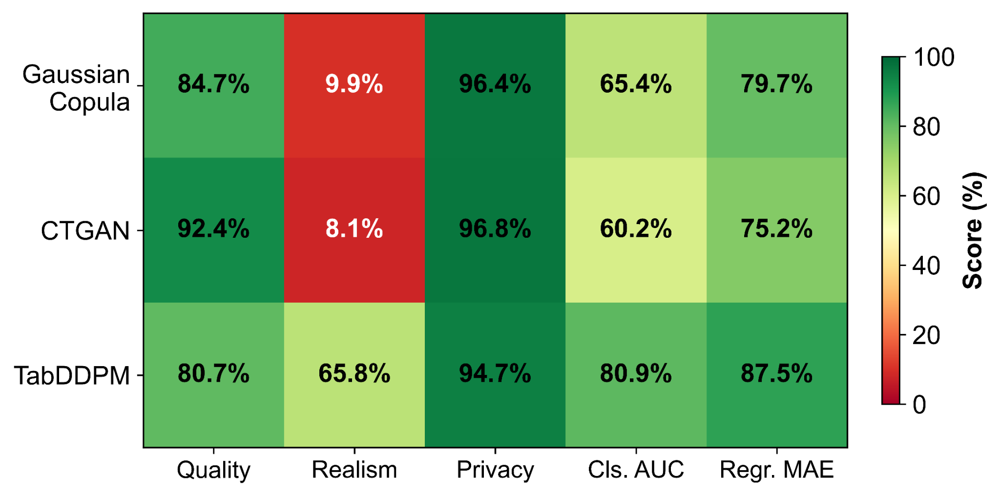 Gaussian
Copula
84.7% 9.9% 96.4% 65.4% 79.7%
CTGAN
92.4% 8.1% 96.8% 60.2% 75.2%
TabDDPM
80.7% 65.8% 94.7% 80.9% 87.5%
Quality Realism Privacy Cls. AUC Regr. MAE
100
80
60
40
20
0
Score (%)